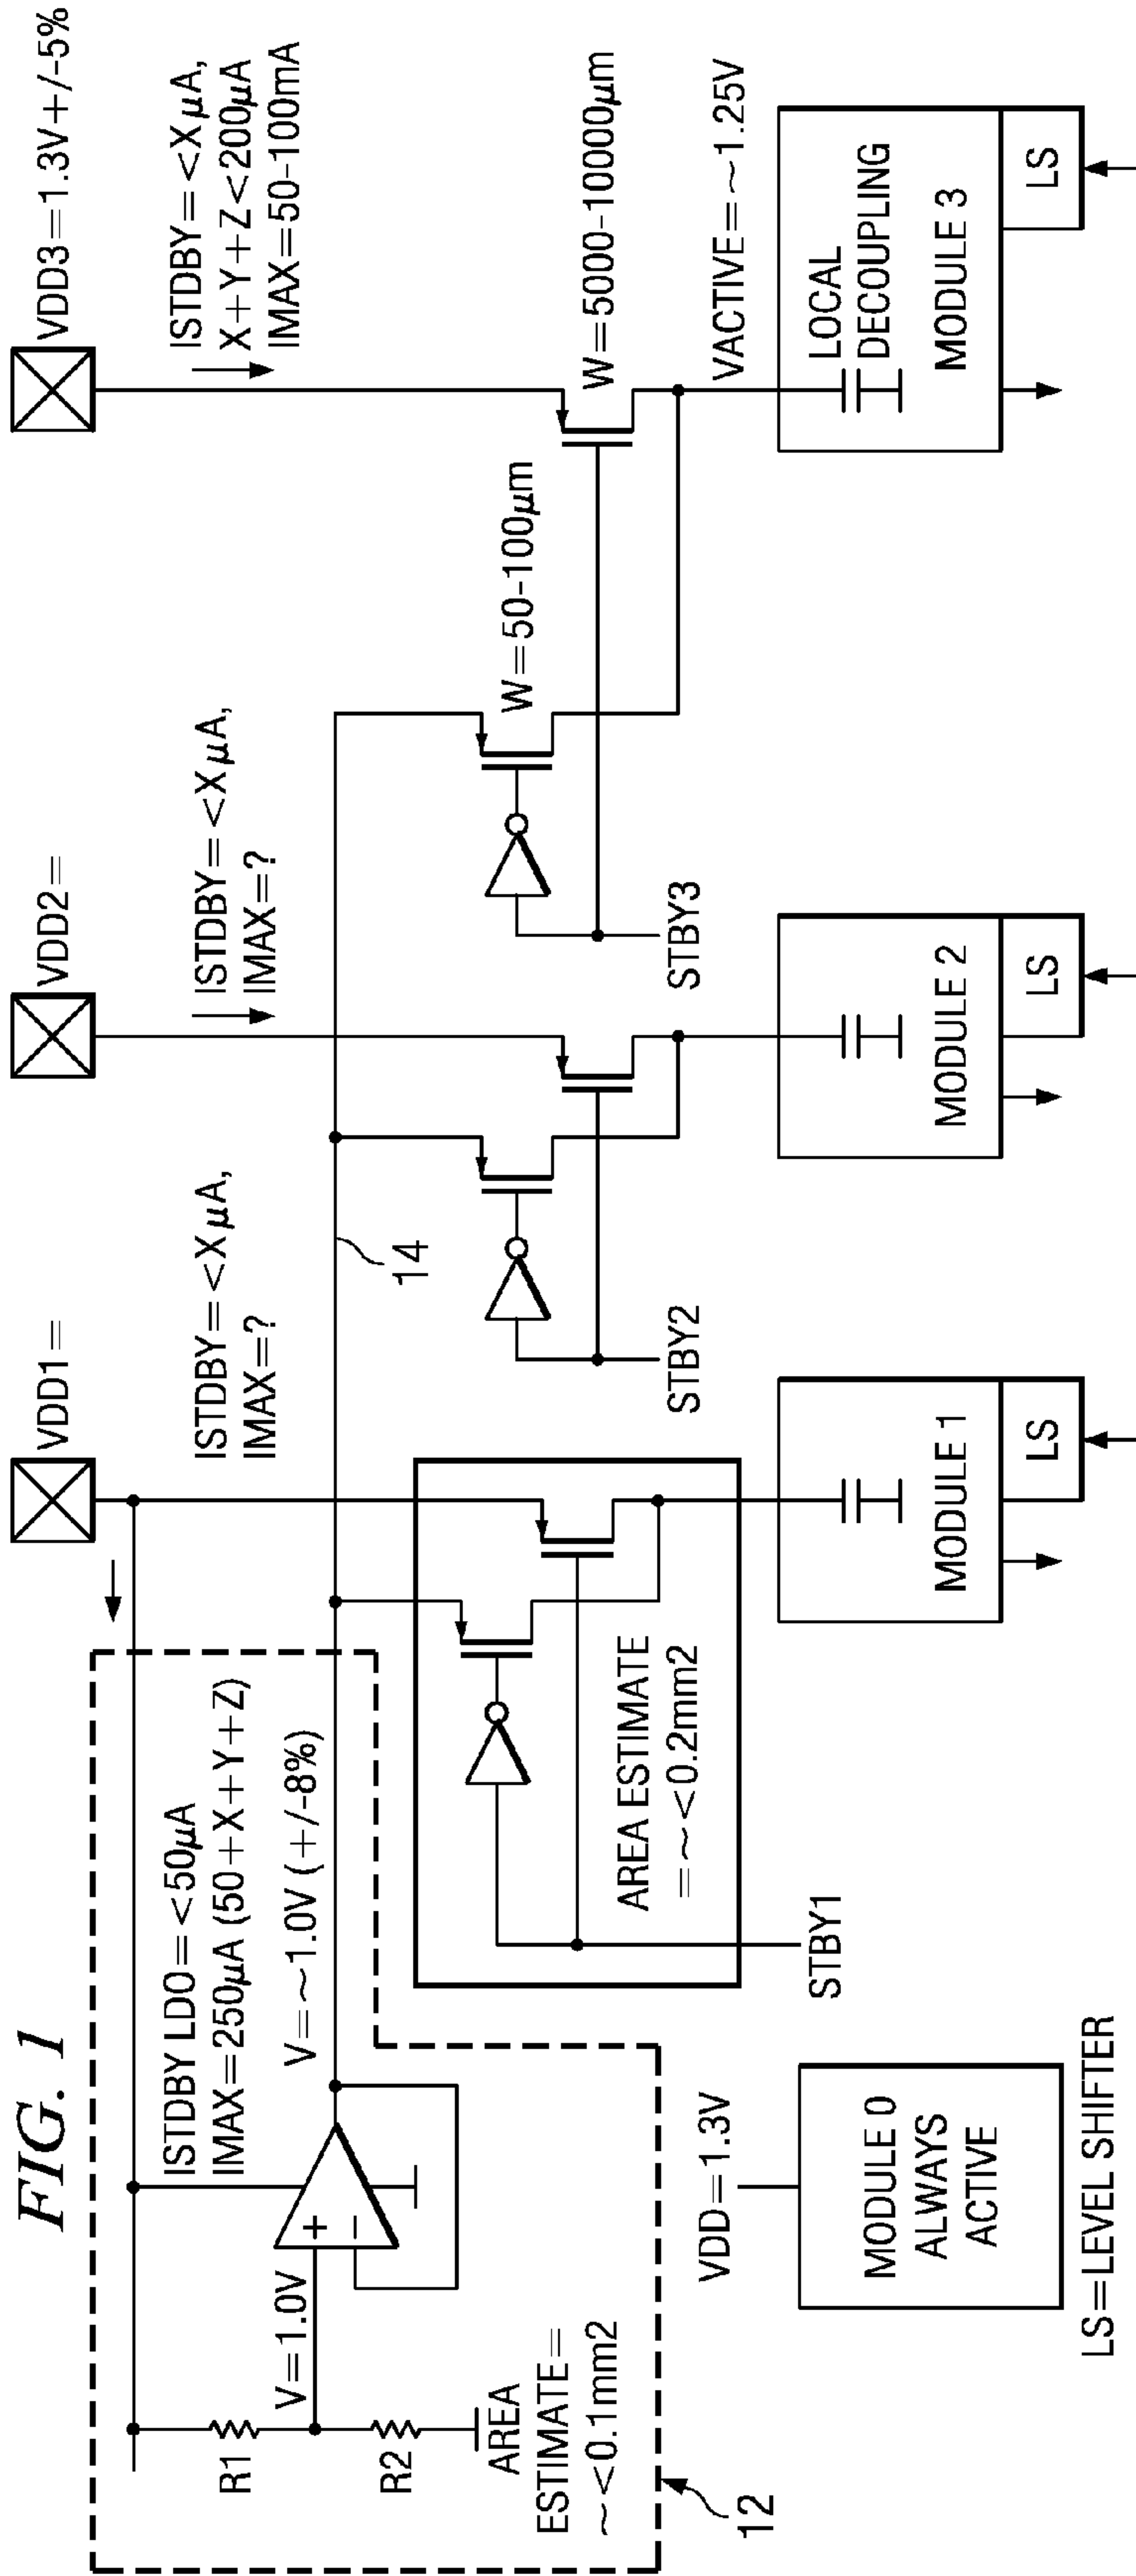 FIG. 1
VDD1=
VDD2=
VDD3=1.3V+/-5%
ISTDBY LDO=<50μA
IMAX=250μA (50+X+Y+Z)
ISTDBY=<XμA,
IMAX=?
ISTDBY=<XμA,
IMAX=?
ISTDBY=<XμA,
X+Y+Z<200μA
IMAX=50-100mA
R1
V=1.0V
+
−
V=~1.0V (+/-8%)
14
R2
AREA
ESTIMATE=
~<0.1mm2
12
AREA ESTIMATE
=~<0.2mm2
W=50-100μm
W=5000-10000μm
STBY1
STBY2
STBY3
VACTIVE=~1.25V
VDD=1.3V
MODULE 0
ALWAYS
ACTIVE
MODULE 1
LS
MODULE 2
LS
LOCAL
DECOUPLING
MODULE 3
LS
LS=LEVEL SHIFTER